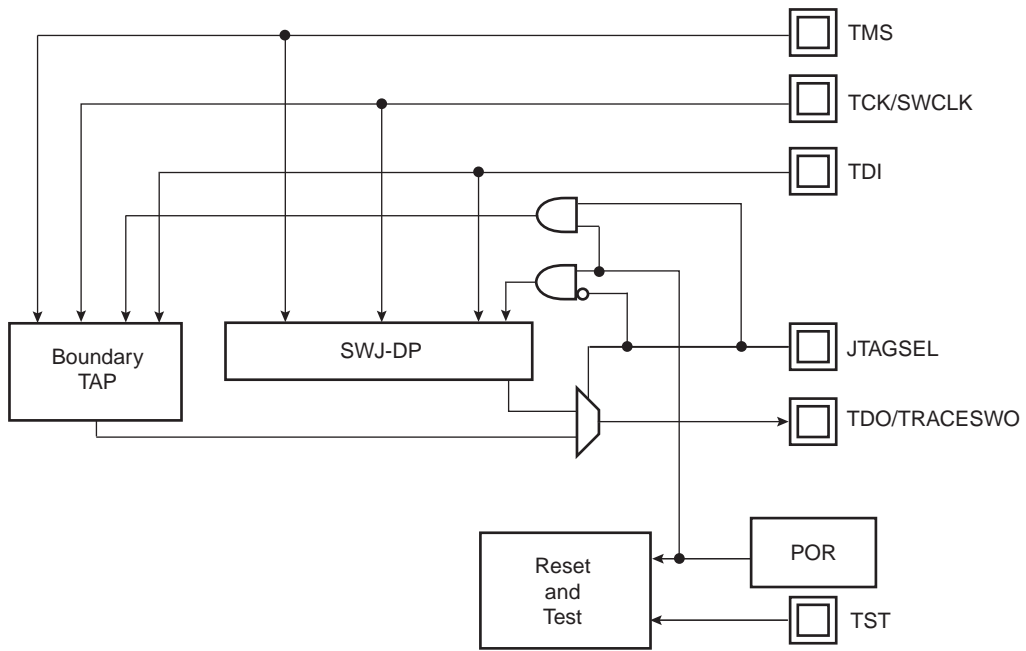 TMS
TCK/SWCLK
TDI
Boundary
TAP
SWJ-DP
JTAGSEL
TDO/TRACESWO
Reset
and
Test
POR
TST